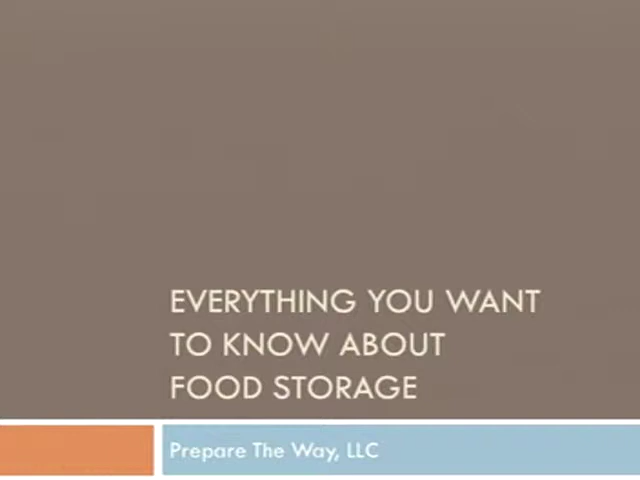 EVERYTHING YOU WANT
TO KNOW ABOUT
FOOD STORAGE
Prepare The Way, LLC